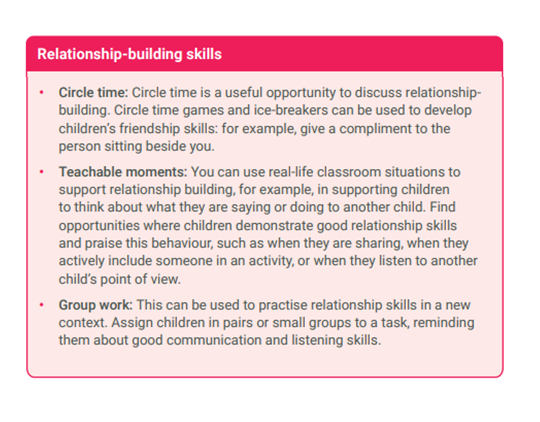 Relationship-building skills
• Circle time: Circle time is a useful opportunity to discuss relationship-
building. Circle time games and ice-breakers can be used to develop
children's friendship skills: for example, give a compliment to the
person sitting beside you.
• Teachable moments: You can use real-life classroom situations to
support relationship building, for example, in supporting children
to think about what they are saying or doing to another child. Find
opportunities where children demonstrate good relationship skills
and praise this behaviour, such as when they are sharing, when they
actively include someone in an activity, or when they listen to another
child's point of view.
• Group work: This can be used to practise relationship skills in a new
context. Assign children in pairs or small groups to a task, reminding
them about good communication and listening skills.